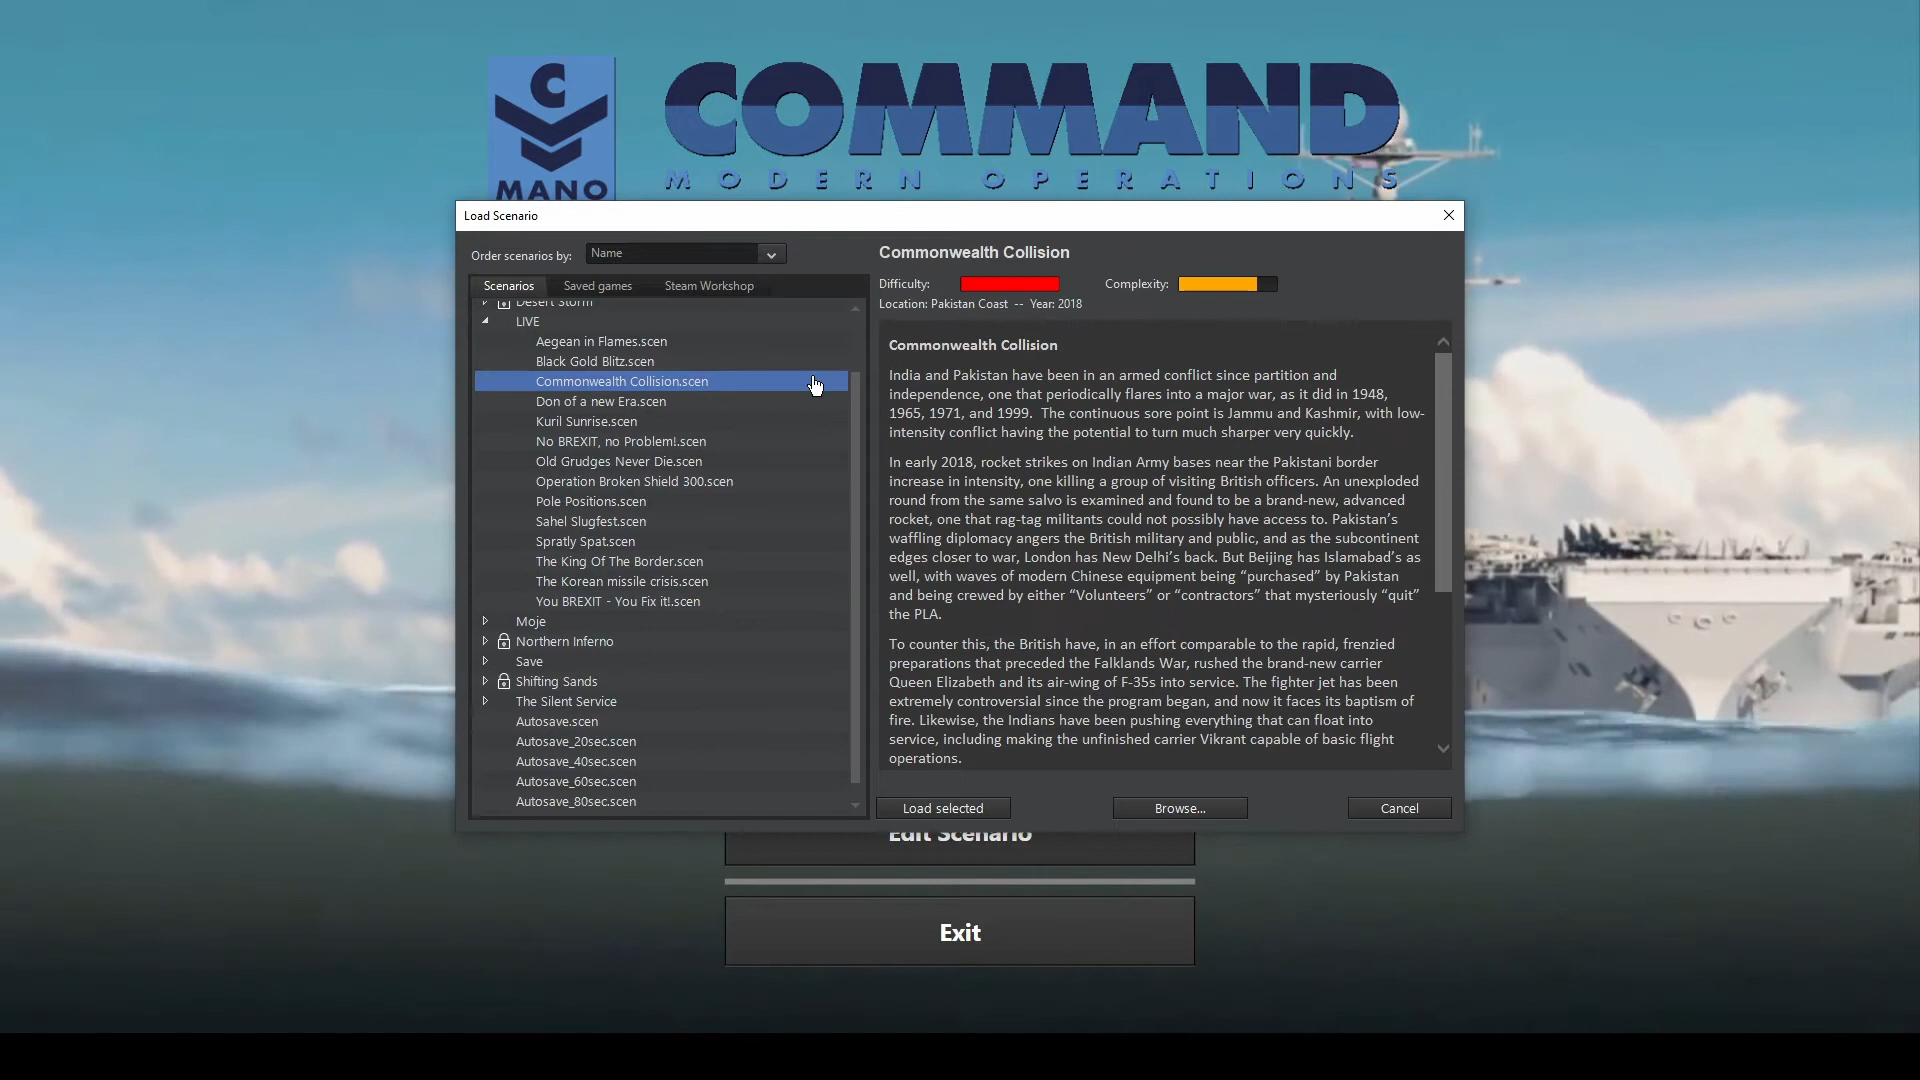 C
MANO
COMMAND
MODERN OPERATIONS
Load Scenario
Order scenarios by:
Name
Scenarios
Saved games
Steam Workshop
Desert Storm
LIVE
Aegean in Flames.scen
Black Gold Blitz.scen
Commonwealth Collision.scen
Don of a new Era.scen
Kuril Sunrise.scen
No BREXIT, no Problem!.scen
Old Grudges Never Die.scen
Operation Broken Shield 300.scen
Pole Positions.scen
Sahel Slugfest.scen
Spratly Spat.scen
The King Of The Border.scen
The Korean missile crisis.scen
You BREXIT - You Fix it!.scen
Moje
Northern Inferno
Save
Shifting Sands
The Silent Service
Autosave.scen
Autosave_20sec.scen
Autosave_40sec.scen
Autosave_60sec.scen
Autosave_80sec.scen
Commonwealth Collision
Difficulty:
Complexity:
Location: Pakistan Coast -- Year: 2018
Commonwealth Collision
India and Pakistan have been in an armed conflict since partition and
independence, one that periodically flares into a major war, as it did in 1948,
1965, 1971, and 1999. The continuous sore point is Jammu and Kashmir, with low-
intensity conflict having the potential to turn much sharper very quickly.
In early 2018, rocket strikes on Indian Army bases near the Pakistani border
increase in intensity, one killing a group of visiting British officers. An unexploded
round from the same salvo is examined and found to be a brand-new, advanced
rocket, one that rag-tag militants could not possibly have access to. Pakistan’s
waffling diplomacy angers the British military and public, and as the subcontinent
edges closer to war, London has New Delhi’s back. But Beijing has Islamabad’s as
well, with waves of modern Chinese equipment being “purchased” by Pakistan
and being crewed by either “Volunteers” or “contractors” that mysteriously “quit”
the PLA.
To counter this, the British have, in an effort comparable to the rapid, frenzied
preparations that preceded the Falklands War, rushed the brand-new carrier
Queen Elizabeth and its air-wing of F-35s into service. The fighter jet has been
extremely controversial since the program began, and now it faces its baptism of
fire. Likewise, the Indians have been pushing everything that can float into
service, including making the unfinished carrier Vikrant capable of basic flight
operations.
Load selected
Browse...
Cancel
Edit Scenario
Exit